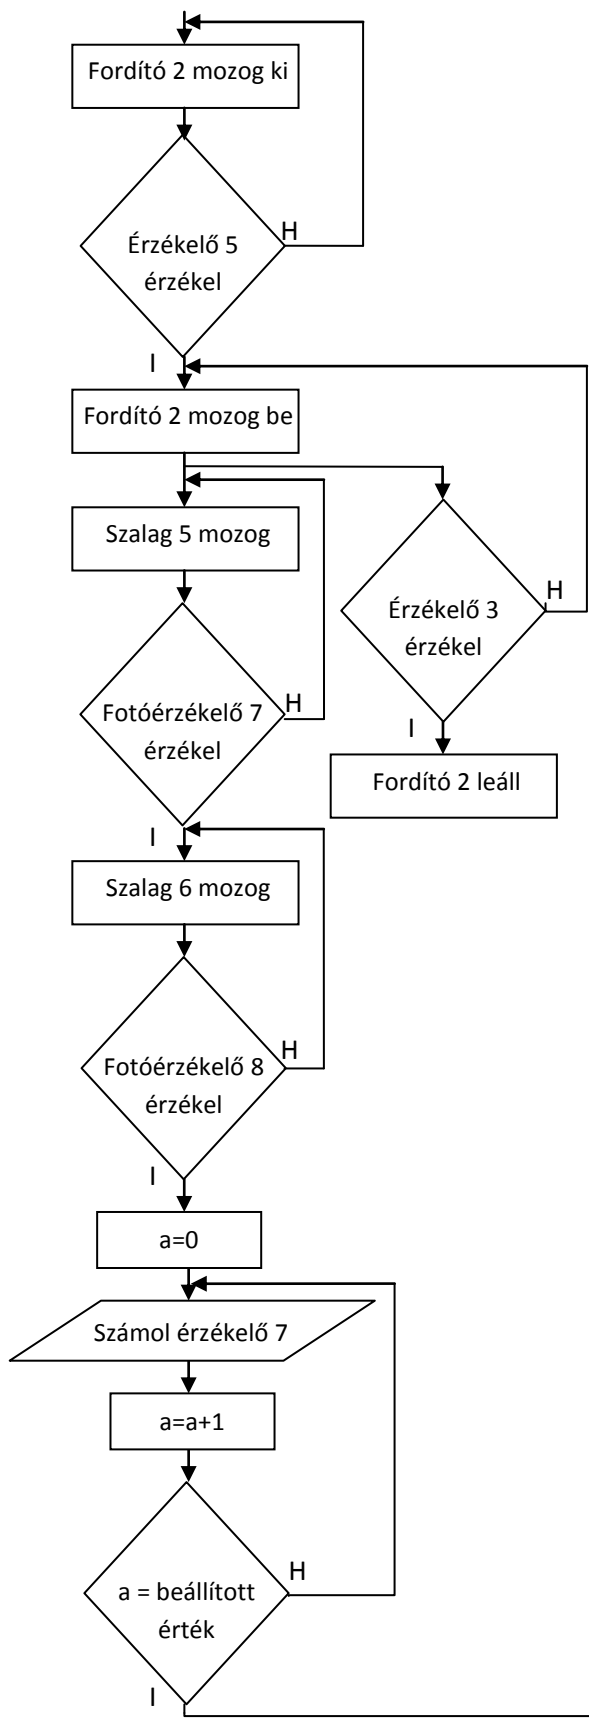 Fordító 2 mozog ki
H
Érzékelő 5
érzékel
I
Fordító 2 mozog be
Szalag 5 mozog
H
Érzékelő 3
érzékel
H
Fotóérzékelő 7
érzékel
I
Fordító 2 leáll
I
Szalag 6 mozog
H
Fotóérzékelő 8
érzékel
I
a=0
Számol érzékelő 7
a=a+1
H
a = beállított
érték
I